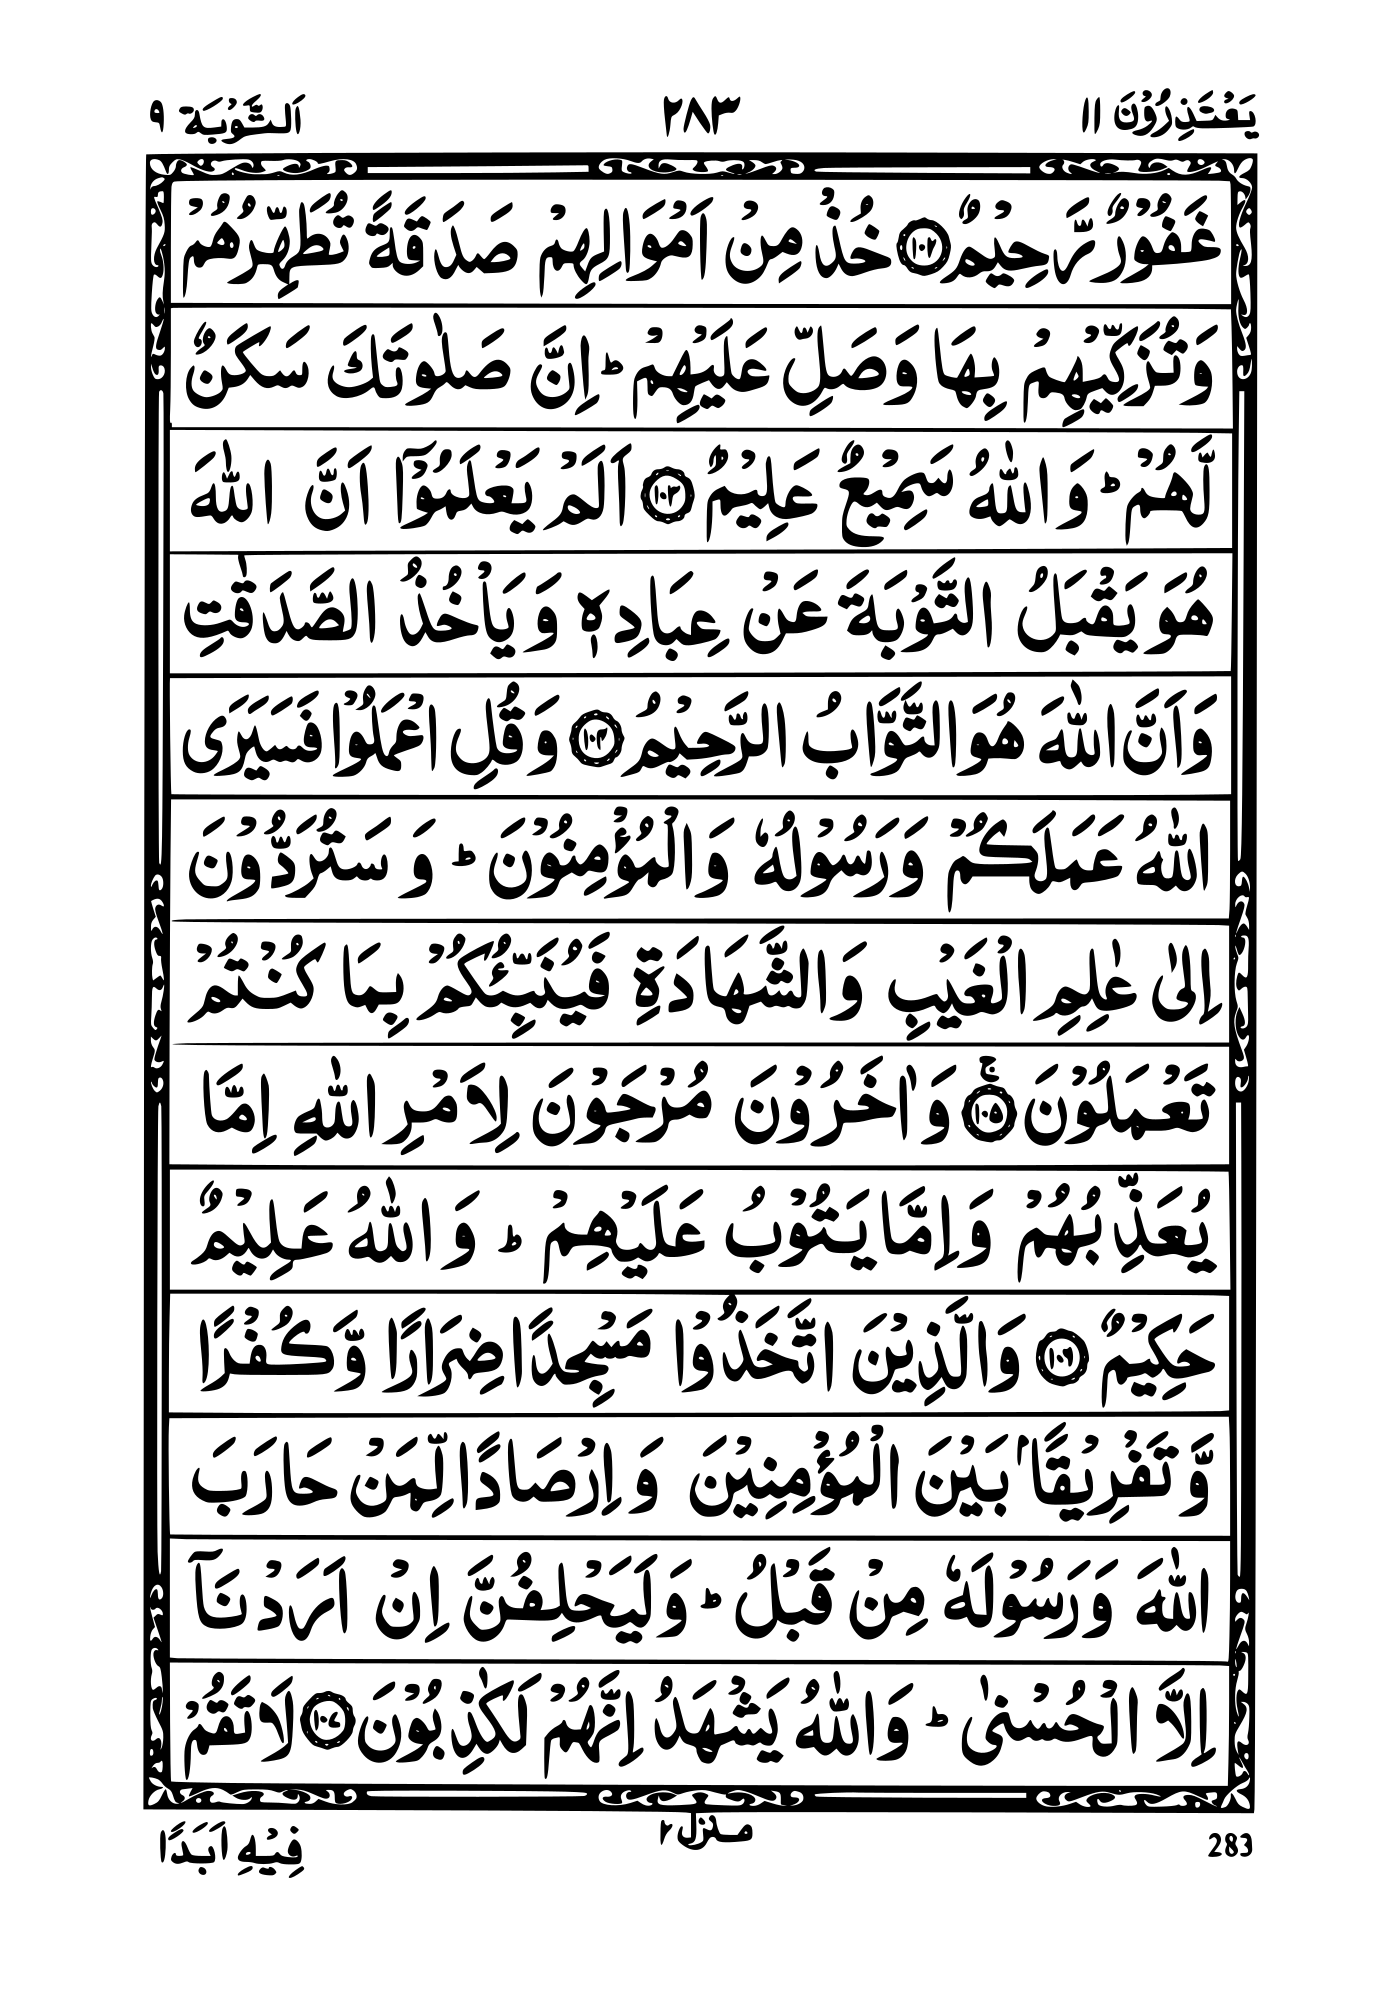 يَعْتَذِرُوْنَ ١١
٢٨٣
اَلتَّوْبَة ٩
غَفُوْرٌ رَّحِيْمٌ ١٠٢ خُذْ مِنْ اَمْوَالِهِمْ صَدَقَةً تُطَهِّرُهُمْ
وَتُزَكِّيْهِمْ بِهَا وَصَلِّ عَلَيْهِمْ ؕ اِنَّ صَلٰوتَكَ سَكَنٌ
لَّهُمْ ؕ وَاللّٰهُ سَمِيْعٌ عَلِيْمٌ ١٠٣ اَلَمْ يَعْلَمُوْۤا اَنَّ اللّٰهَ
هُوَ يَقْبَلُ التَّوْبَةَ عَنْ عِبَادِهٖ وَيَاْخُذُ الصَّدَقٰتِ
وَاَنَّ اللّٰهَ هُوَ التَّوَّابُ الرَّحِيْمُ ١٠٤ وَقُلِ اعْمَلُوْا فَسَيَرَى
اللّٰهُ عَمَلَكُمْ وَرَسُوْلُهٗ وَالْمُؤْمِنُوْنَ ؕ وَ سَتُرَدُّوْنَ
اِلٰى عٰلِمِ الْغَيْبِ وَالشَّهَادَةِ فَيُنَبِّئُكُمْ بِمَا كُنْتُمْ
تَعْمَلُوْنَ ١٠٥ۚ وَاٰخَرُوْنَ مُرْجَوْنَ لِاَمْرِ اللّٰهِ اِمَّا
يُعَذِّبُهُمْ وَاِمَّا يَتُوْبُ عَلَيْهِمْ ؕ وَاللّٰهُ عَلِيْمٌ
حَكِيْمٌ ١٠٦ وَالَّذِيْنَ اتَّخَذُوْا مَسْجِدًا ضِرَارًا وَّكُفْرًا
وَّتَفْرِيْقًاۢ بَيْنَ الْمُؤْمِنِيْنَ وَاِرْصَادًا لِّمَنْ حَارَبَ
اللّٰهَ وَرَسُوْلَهٗ مِنْ قَبْلُ ؕ وَلَيَحْلِفُنَّ اِنْ اَرَدْنَاۤ
اِلَّا الْحُسْنٰى ؕ وَاللّٰهُ يَشْهَدُ اِنَّهُمْ لَكٰذِبُوْنَ ١٠٧ لَا تَقُمْ
283
منزل ٢
فِيْهِ اَبَدًا